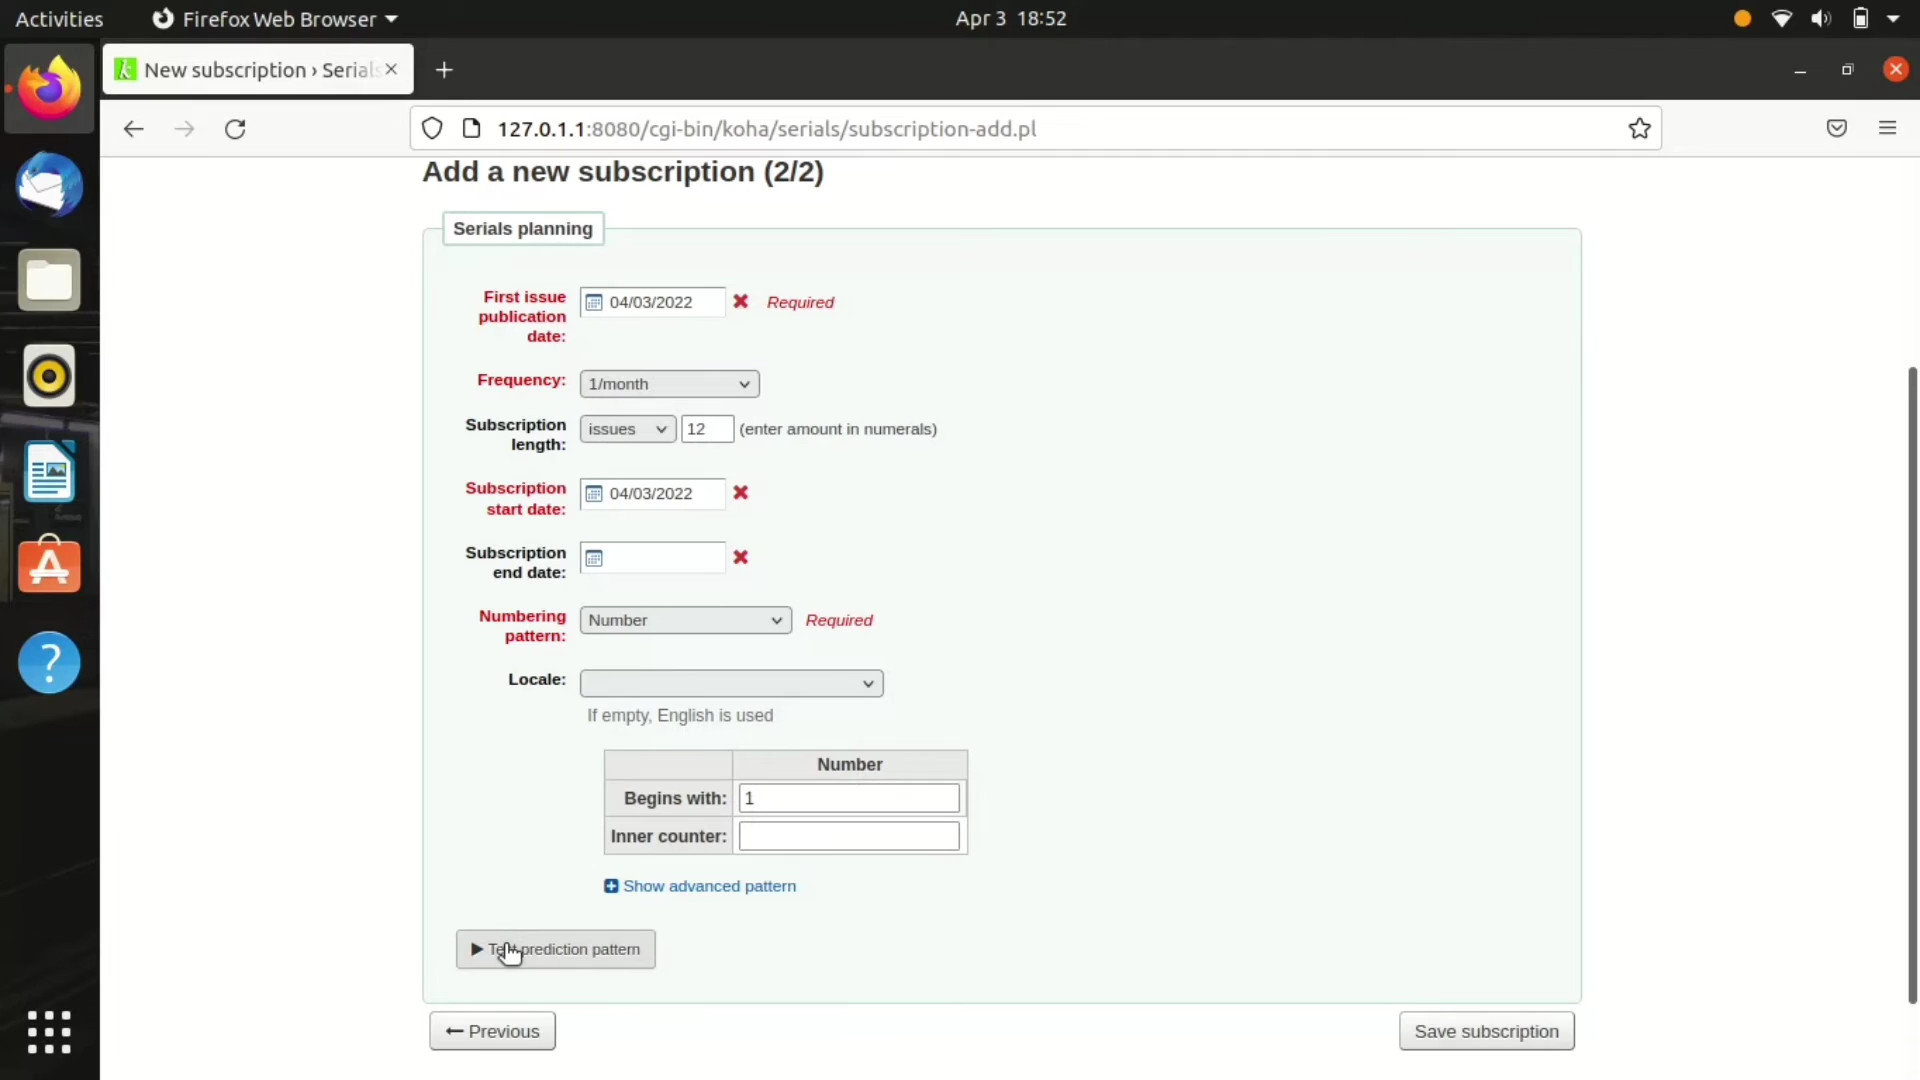 Activities Firefox Web Browser Apr 3 18:52
New subscription › Serials
127.0.1.1:8080/cgi-bin/koha/serials/subscription-add.pl
Add a new subscription (2/2)
Serials planning
First issue publication date: 04/03/2022 Required
Frequency: 1/month
Subscription length: issues 12 (enter amount in numerals)
Subscription start date: 04/03/2022
Subscription end date:
Numbering pattern: Number Required
Locale:
If empty, English is used
Number
Begins with: 1
Inner counter:
Show advanced pattern
Test prediction pattern
Previous Save subscription